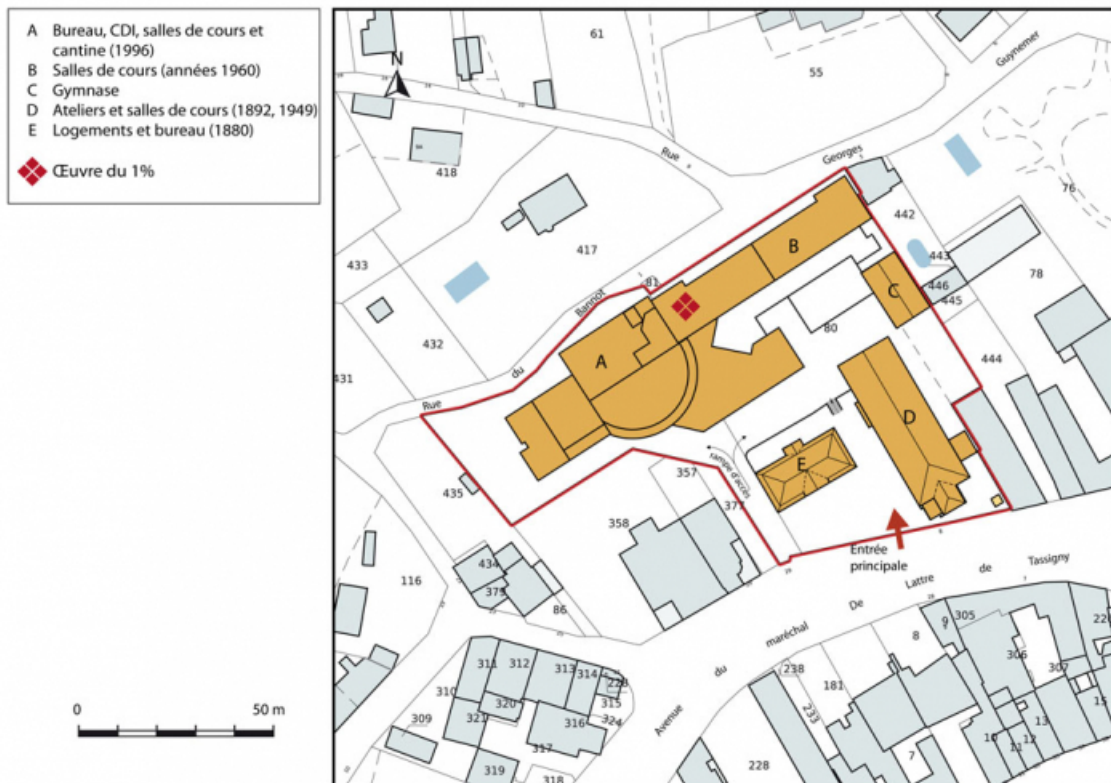 A Bureau, CDI, salles de cours et
cantine (1996)
B Salles de cours (années 1960)
C Gymnase
D Ateliers et salles de cours (1892, 1949)
E Logements et bureau (1880)
Œuvre du 1%
N
61
55
Guynemer
Georges
Rue
418
76
442
417
433
443
78
81
446
445
B
C
Bannot
80
432
A
444
431
du
Rue
D
E
rampe d'accès
357
435
377
358
Entrée
principale
434
375
116
86
Avenue du maréchal De Lattre de Tassigny
9
305
8
306
307
311
312
313
314
238
181
310
320
315
233
324
309
321
316
317
13
15
10
12
11
7
319
318
228
0 50 m